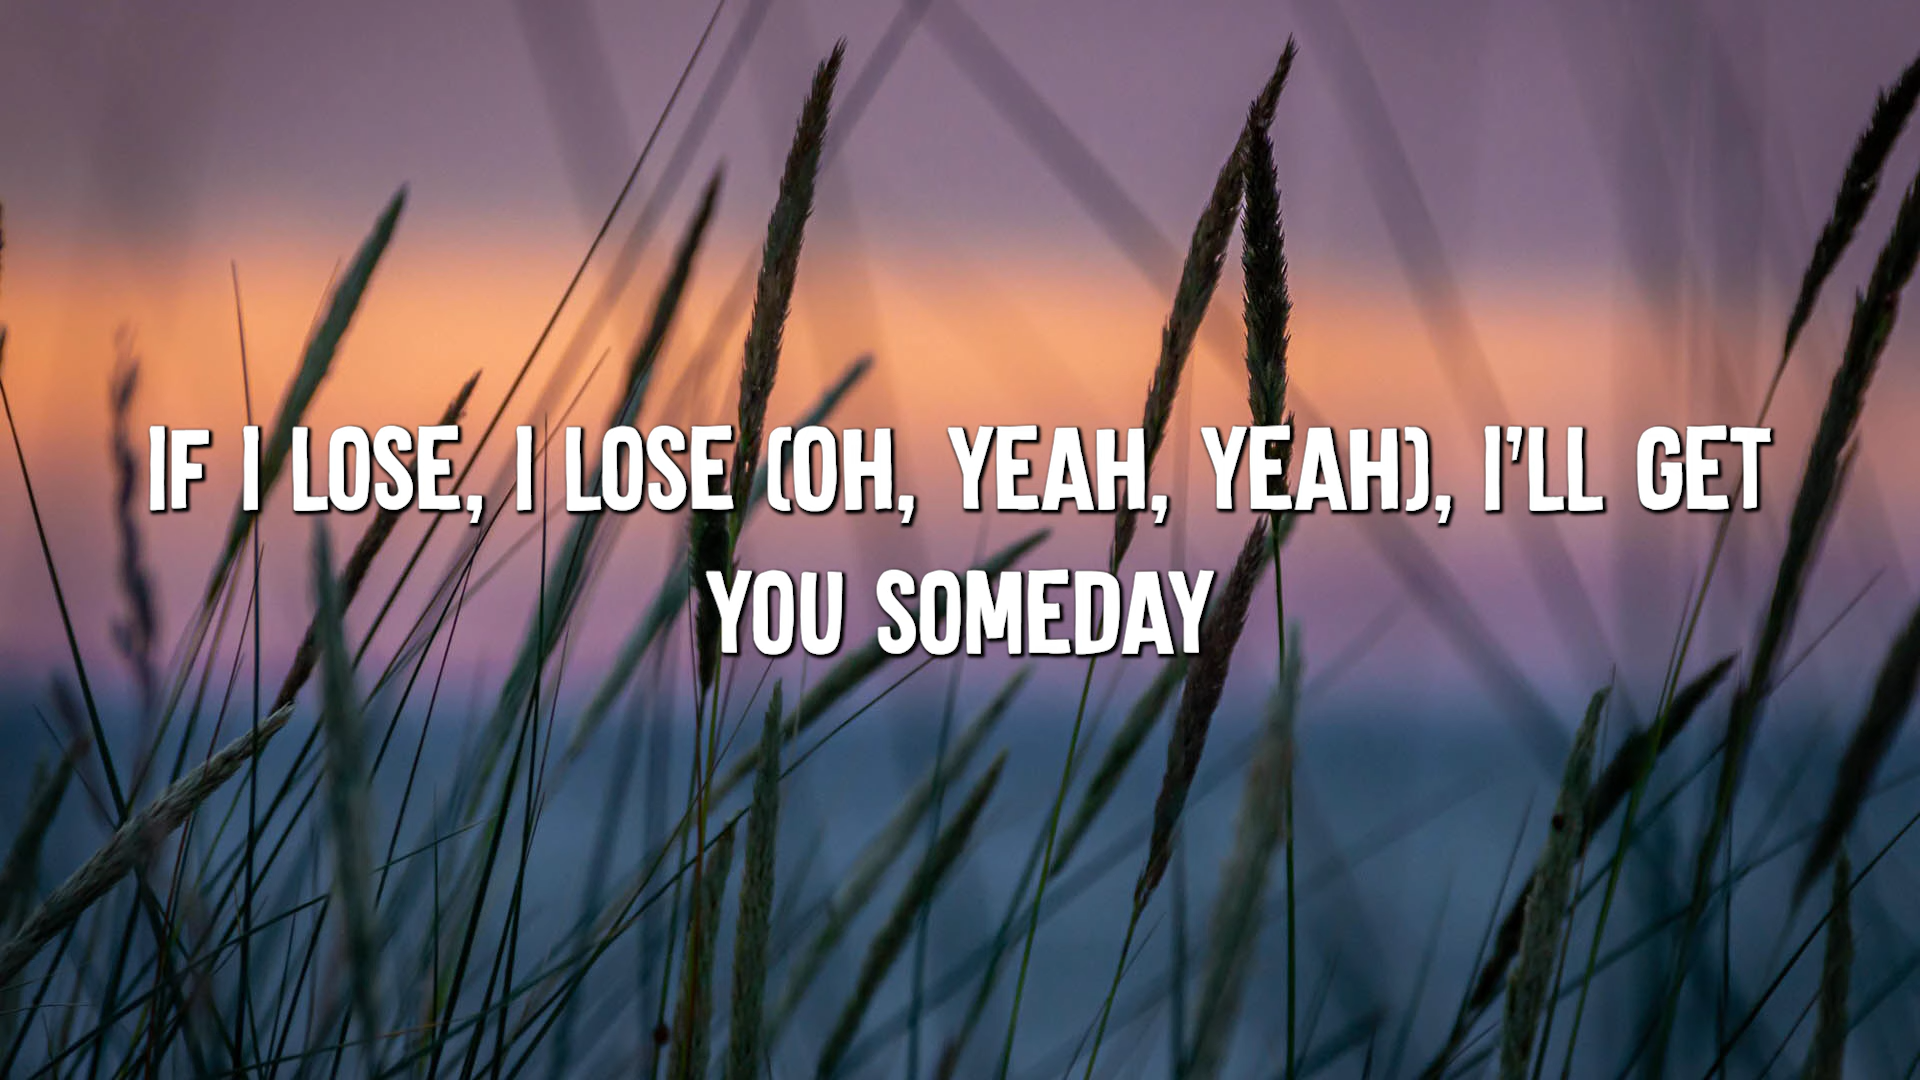 IF I LOSE, I LOSE (OH, YEAH, YEAH), I'LL GET
YOU SOMEDAY